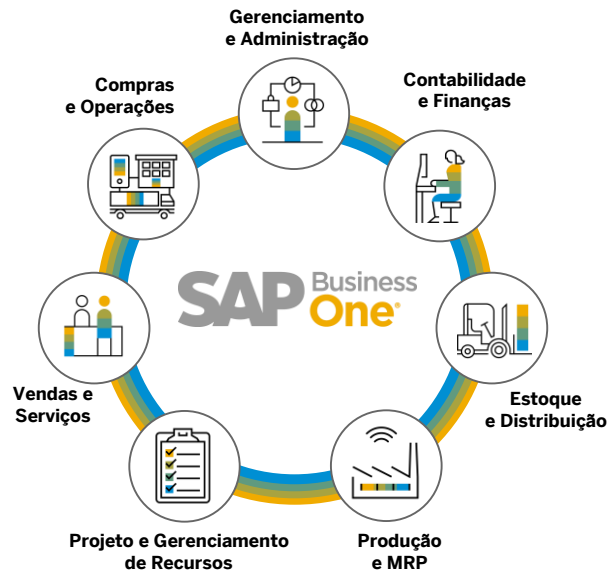 Gerenciamento
e Administração
Contabilidade
e Finanças
Compras
e Operações
SAP Business
One®
Estoque
e Distribuição
Vendas e
Serviços
Produção
e MRP
Projeto e Gerenciamento
de Recursos